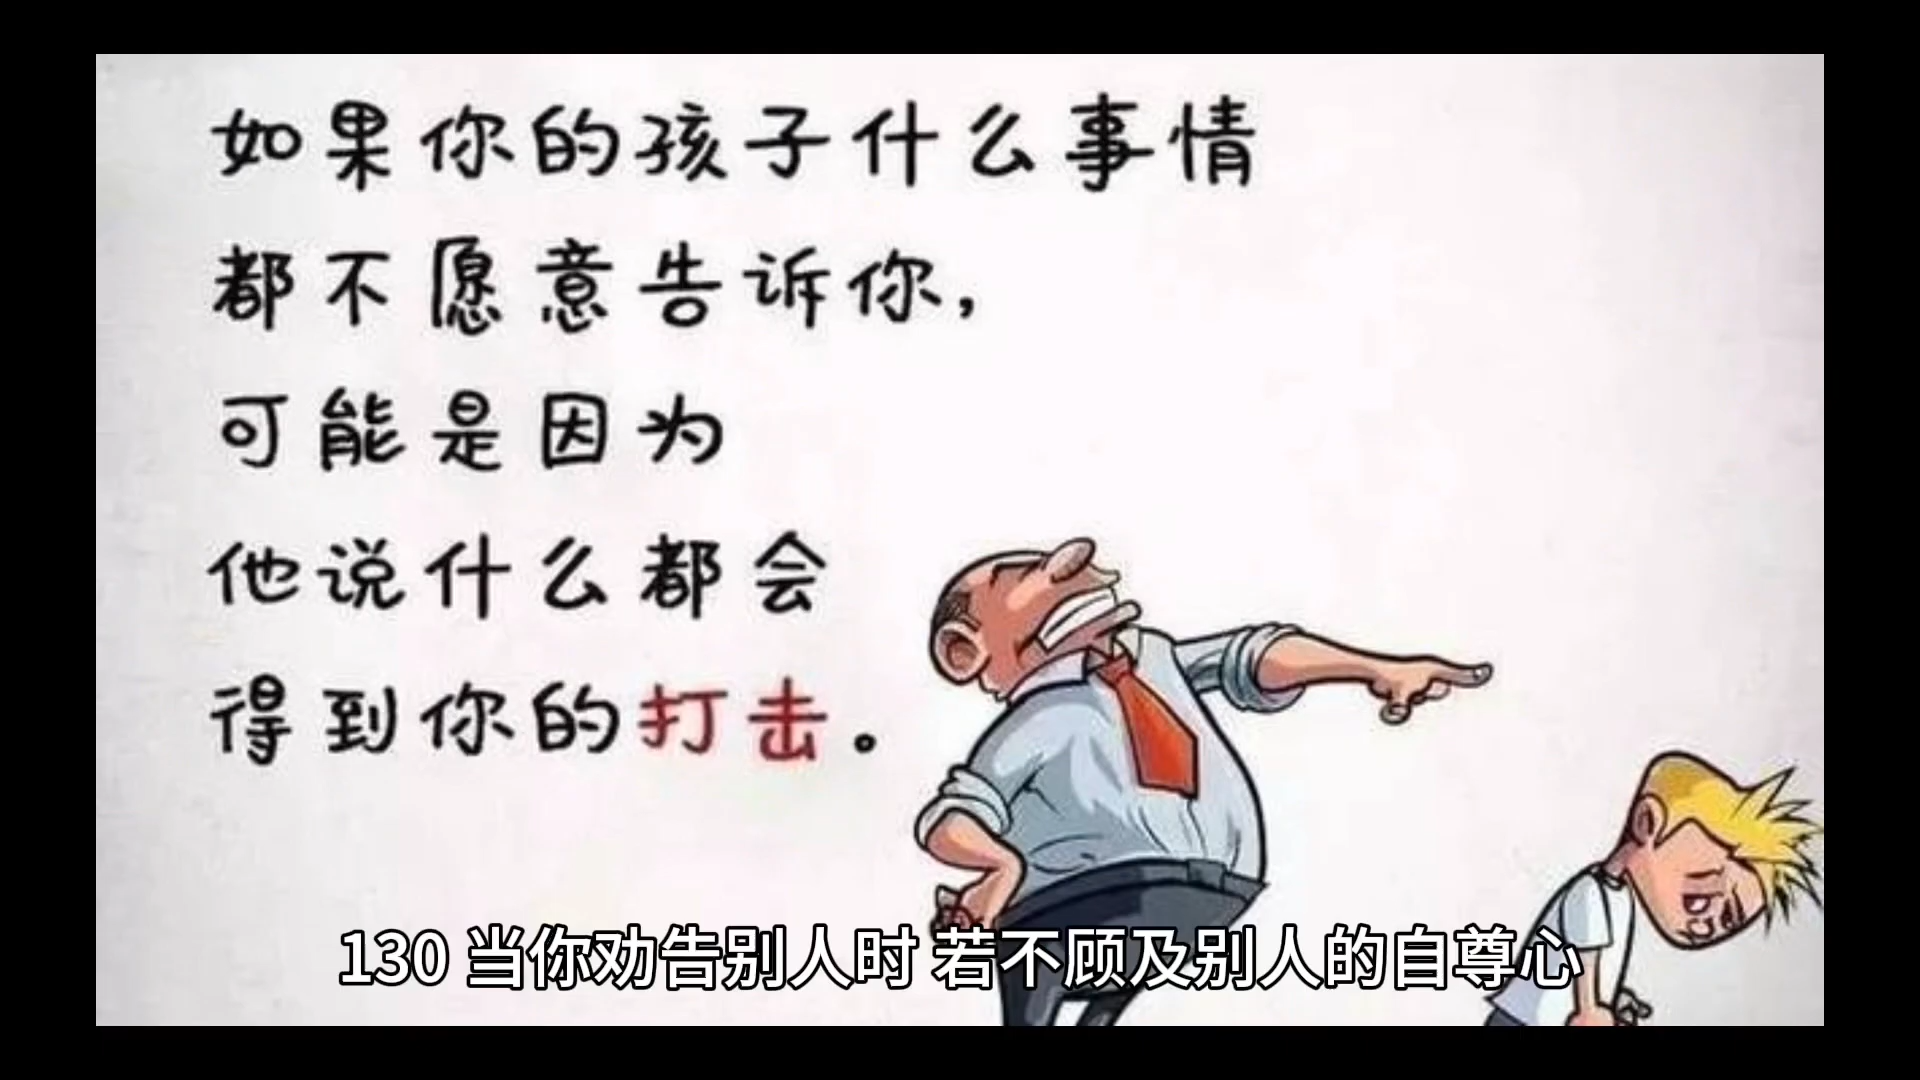 如果你的孩子什么事情
都不愿意告诉你,
可能是因为
他说什么都会
得到你的打击。
130 当你劝告别人时 若不顾及别人的自尊心